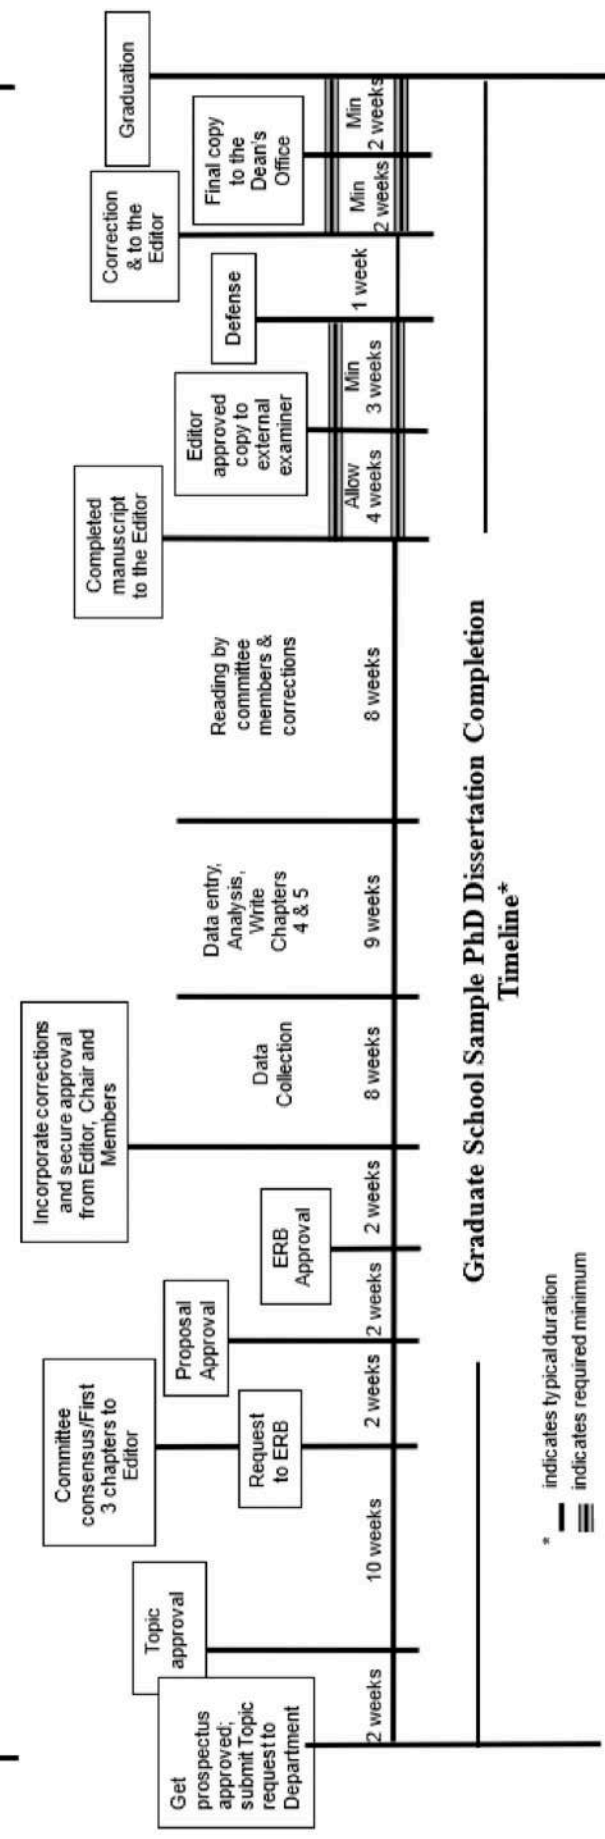 Get
prospectus
approved;
submit Topic
request to
Department
2 weeks
Topic
approval
10 weeks
Committee
consensus/First
3 chapters to
Editor
Request
to ERB
2 weeks
Proposal
Approval
2 weeks
ERB
Approval
2 weeks
Incorporate corrections
and secure approval
from Editor, Chair and
Members
Data
Collection
8 weeks
Data entry,
Analysis,
Write
Chapters
4 & 5
9 weeks
Reading by
committee
members &
corrections
8 weeks
Completed
manuscript
to the Editor
Allow
4 weeks
Editor
approved
copy to
external
examiner
Min
3 weeks
Defense
1 week
Correction
& to the
Editor
Min
2 weeks
Final copy
to the
Dean's
Office
Min
2 weeks
Graduation
Graduate School Sample PhD Dissertation Completion
Timeline*
*
indicates typical duration
indicates required minimum